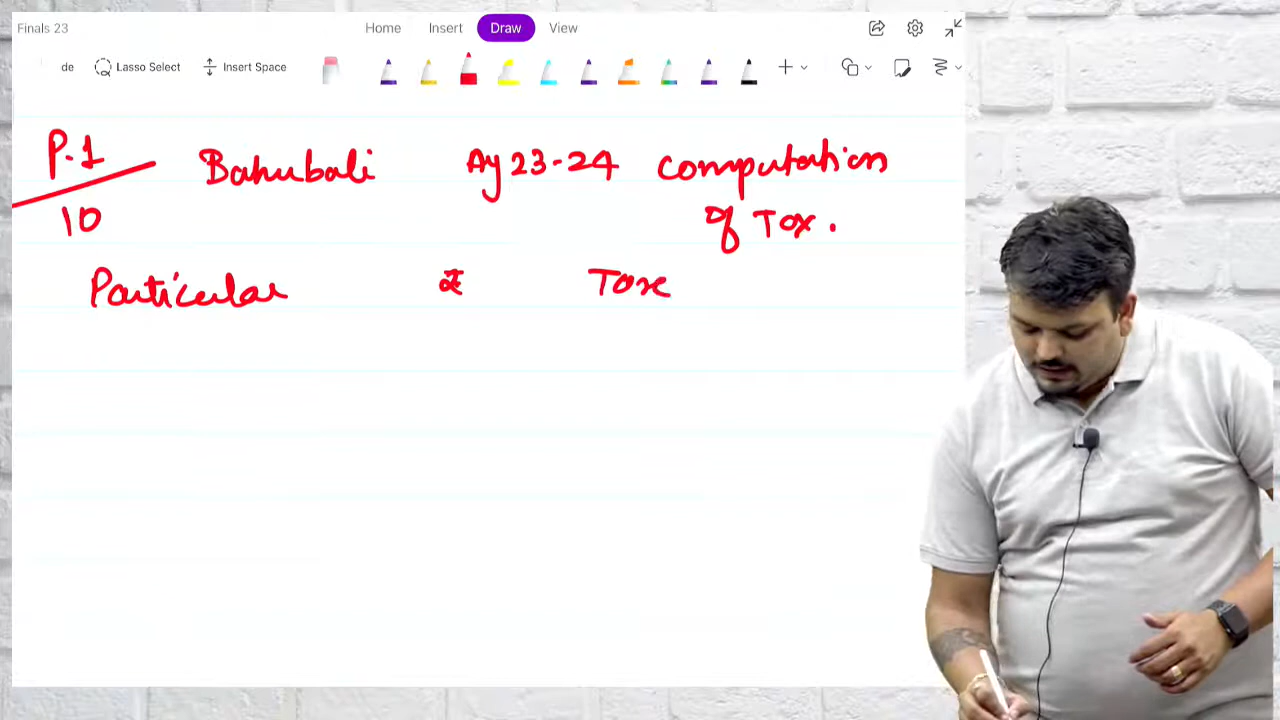 Finals 23
Home Insert Draw View
de Lasso Select Insert Space
P.1 Bahubali Ay 23-24 computation
10 of Tax.
Particular ₹ Tax